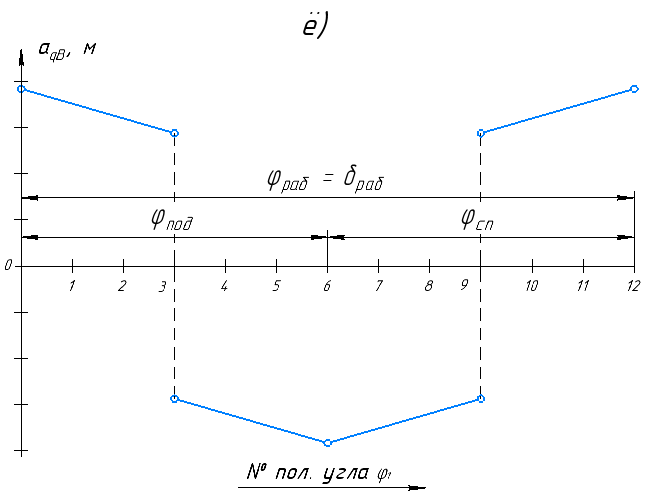 ё)
a_qB, м
φ_раб = δ_раб
φ_под φ_сп
0 1 2 3 4 5 6 7 8 9 10 11 12
Nº пол. угла φ₁